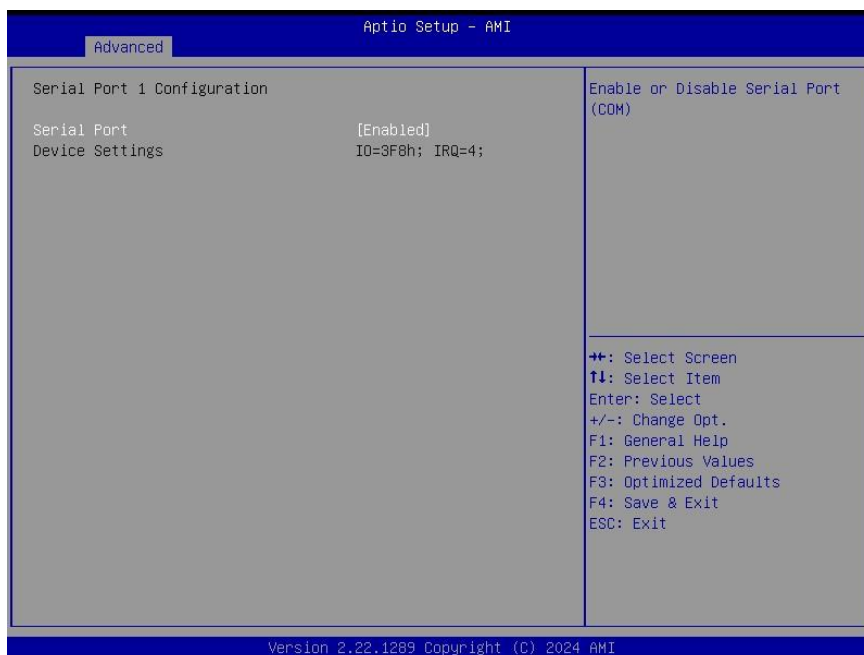 Aptio Setup - AMI
Advanced
Serial Port 1 Configuration
Serial Port [Enabled]
Device Settings IO=3F8h; IRQ=4;
Enable or Disable Serial Port
(COM)
→←: Select Screen
↑↓: Select Item
Enter: Select
+/-: Change Opt.
F1: General Help
F2: Previous Values
F3: Optimized Defaults
F4: Save & Exit
ESC: Exit
Version 2.22.1289 Copyright (C) 2024 AMI